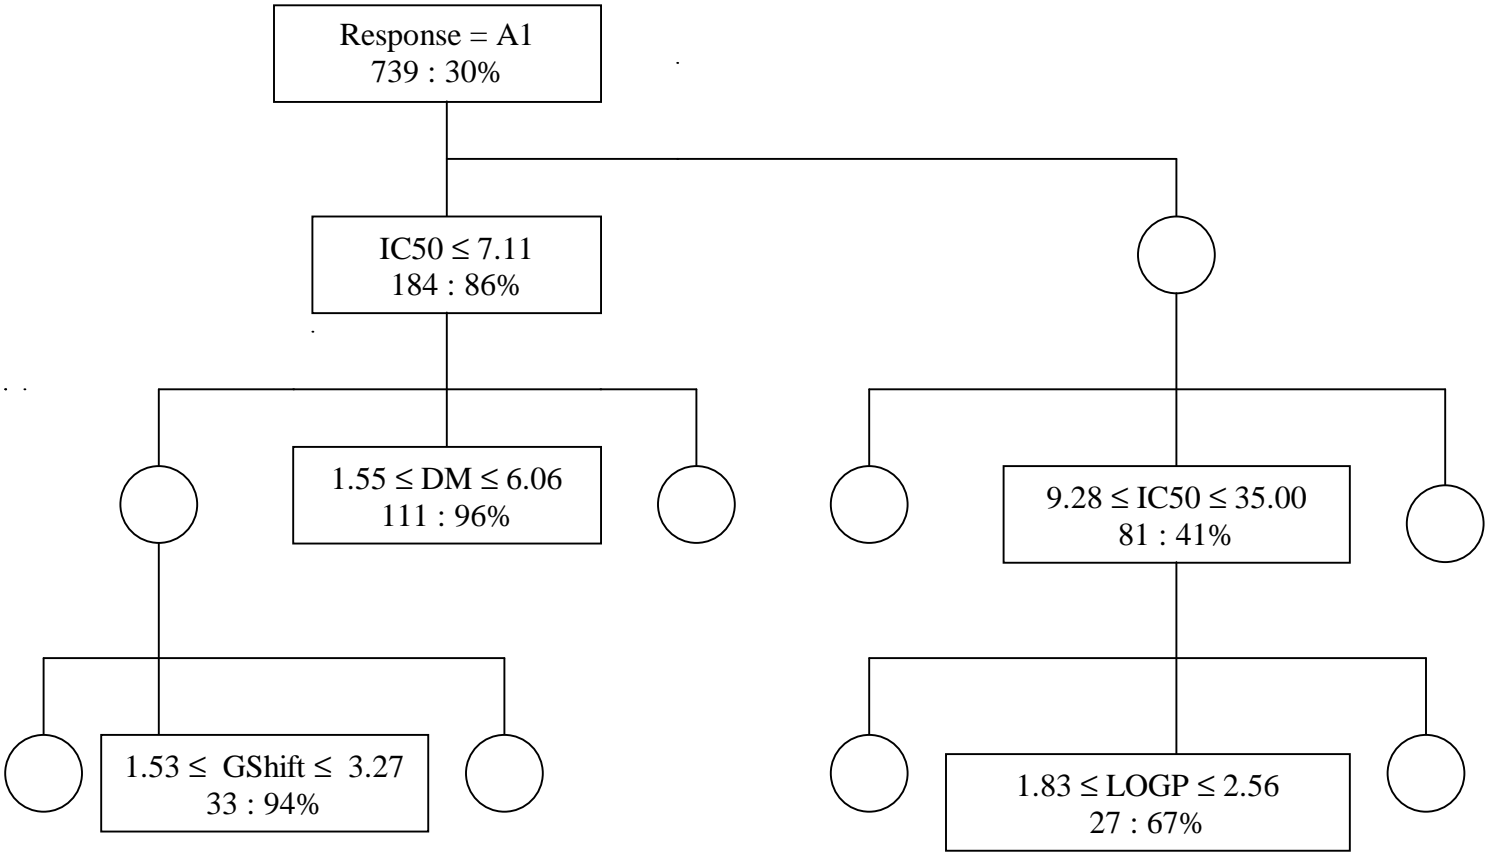 Response = A1
739 : 30%
IC50 ≤ 7.11
184 : 86%
1.55 ≤ DM ≤ 6.06
111 : 96%
9.28 ≤ IC50 ≤ 35.00
81 : 41%
1.53 ≤ GShift ≤ 3.27
33 : 94%
1.83 ≤ LOGP ≤ 2.56
27 : 67%